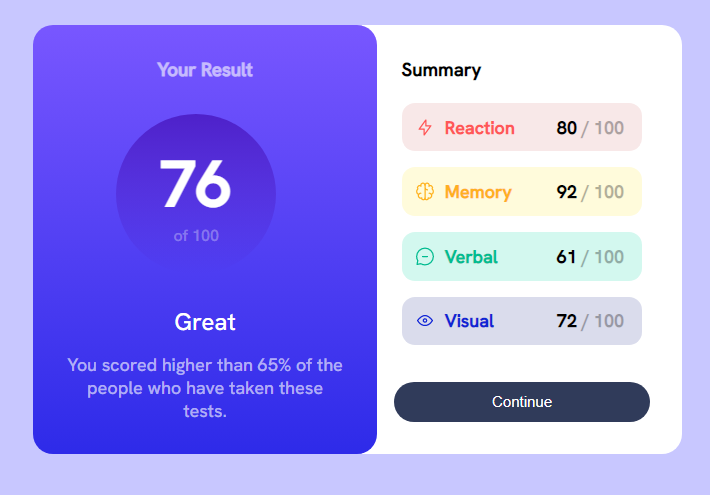 Your Result
76
of 100
Great
You scored higher than 65% of the
people who have taken these
tests.
Summary
Reaction 80 / 100
Memory 92 / 100
Verbal 61 / 100
Visual 72 / 100
Continue